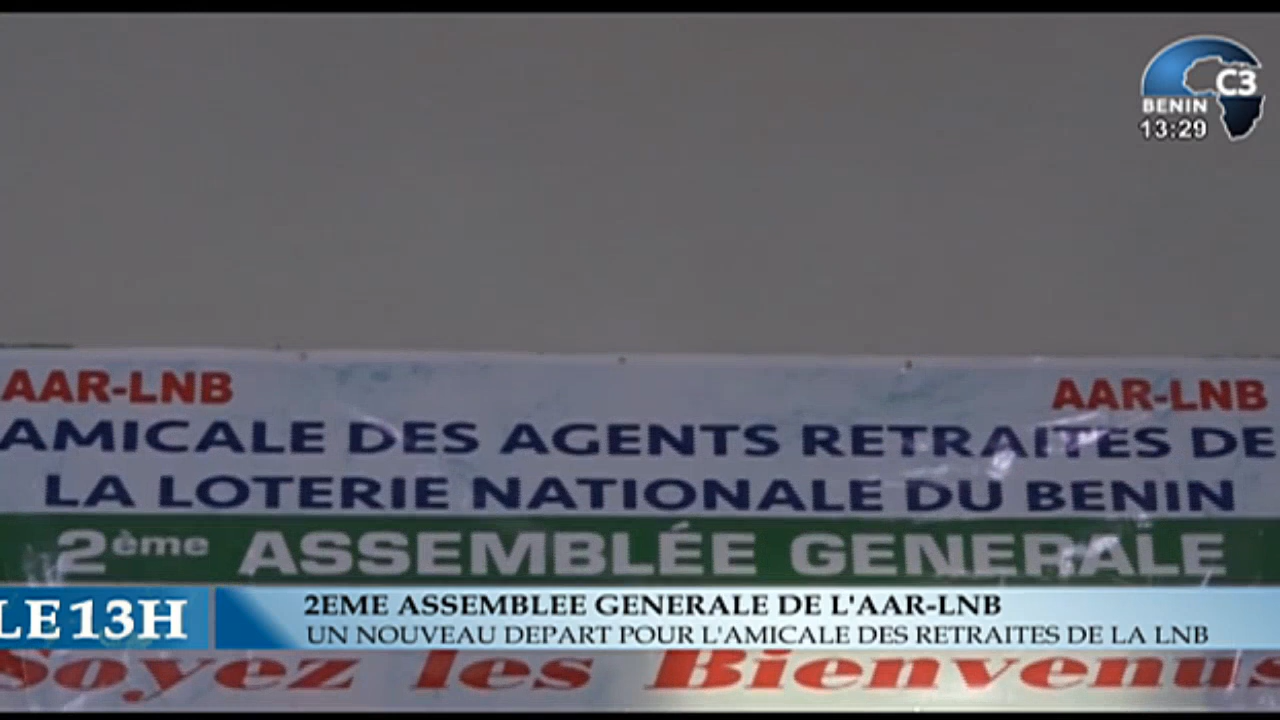 C3
BENIN
13:29
AAR-LNB AAR-LNB
AMICALE DES AGENTS RETRAITES DE
LA LOTERIE NATIONALE DU BENIN
2ème ASSEMBLÉE GENERALE
LE 13H
2EME ASSEMBLEE GENERALE DE L'AAR-LNB
UN NOUVEAU DEPART POUR L'AMICALE DES RETRAITES DE LA LNB
Soyez les Bienvenus